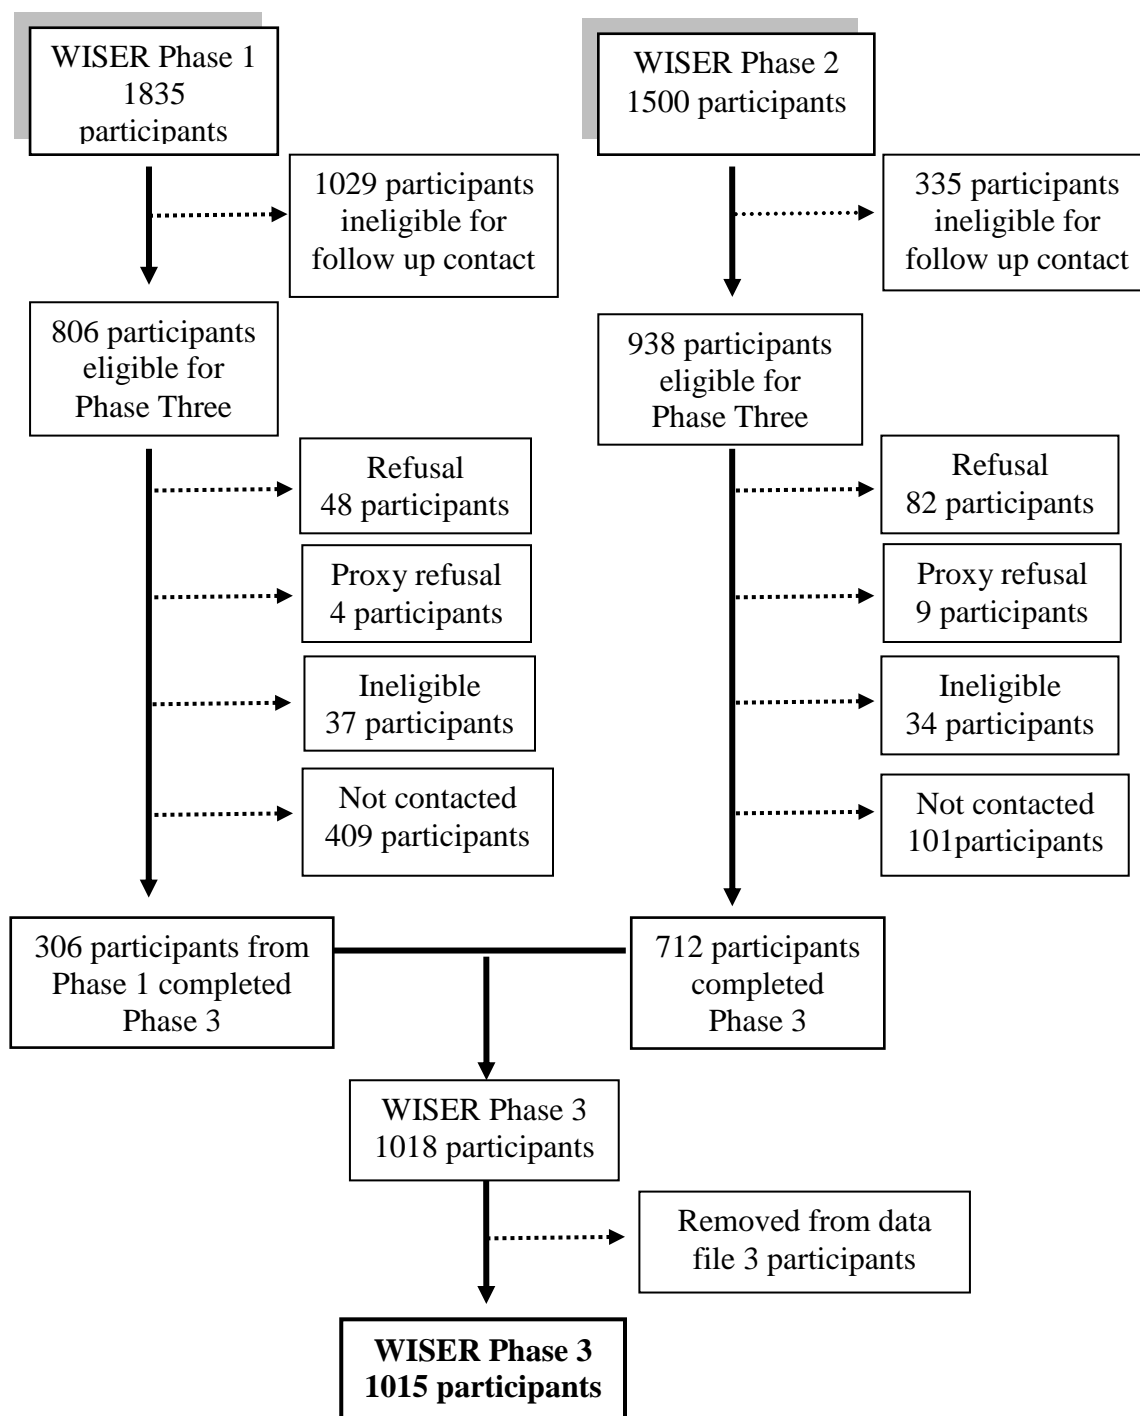 WISER Phase 1
1835
participants
WISER Phase 2
1500 participants
1029 participants
ineligible for
follow up contact
335 participants
ineligible for
follow up contact
806 participants
eligible for
Phase Three
938 participants
eligible for
Phase Three
Refusal
48 participants
Refusal
82 participants
Proxy refusal
4 participants
Proxy refusal
9 participants
Ineligible
37 participants
Ineligible
34 participants
Not contacted
409 participants
Not contacted
101participants
306 participants from
Phase 1 completed
Phase 3
712 participants
completed
Phase 3
WISER Phase 3
1018 participants
Removed from data
file 3 participants
WISER Phase 3
1015 participants